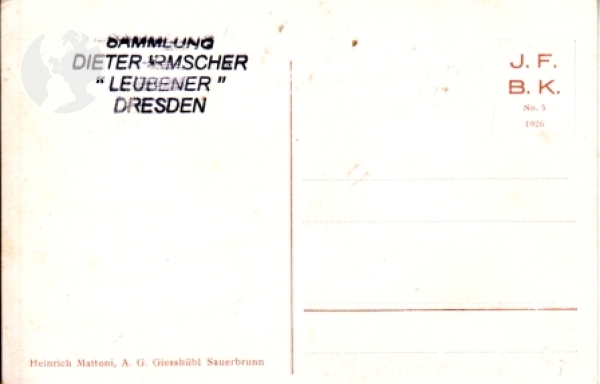 SAMMLUNG
DIETER IRMSCHER
“ LEUBENER ”
DRESDEN
J. F.
B. K.
No. 5
1926
Heinrich Mattoni, A. G. Giesshübl Sauerbrunn